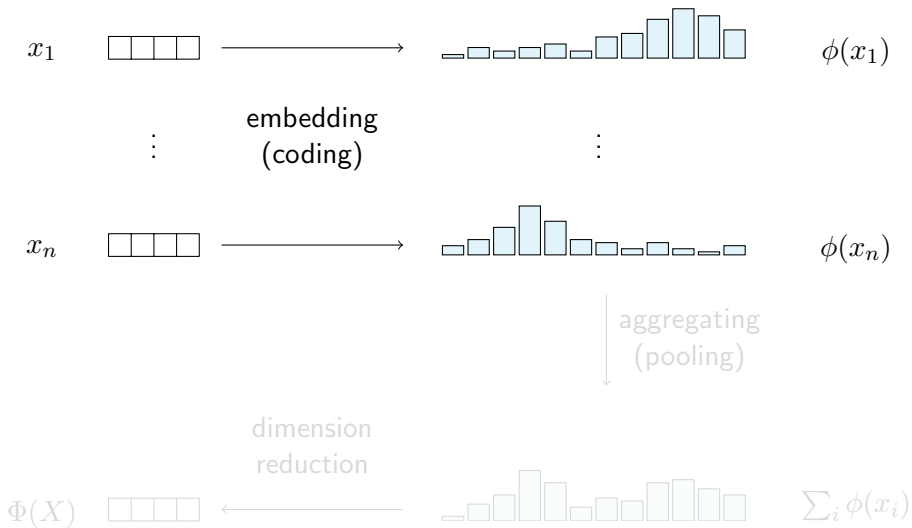 x₁ ϕ(x₁)
embedding
(coding)
⋮ ⋮
xₙ ϕ(xₙ)
aggregating
(pooling)
dimension
reduction
Φ(X) ∑ᵢ ϕ(xᵢ)